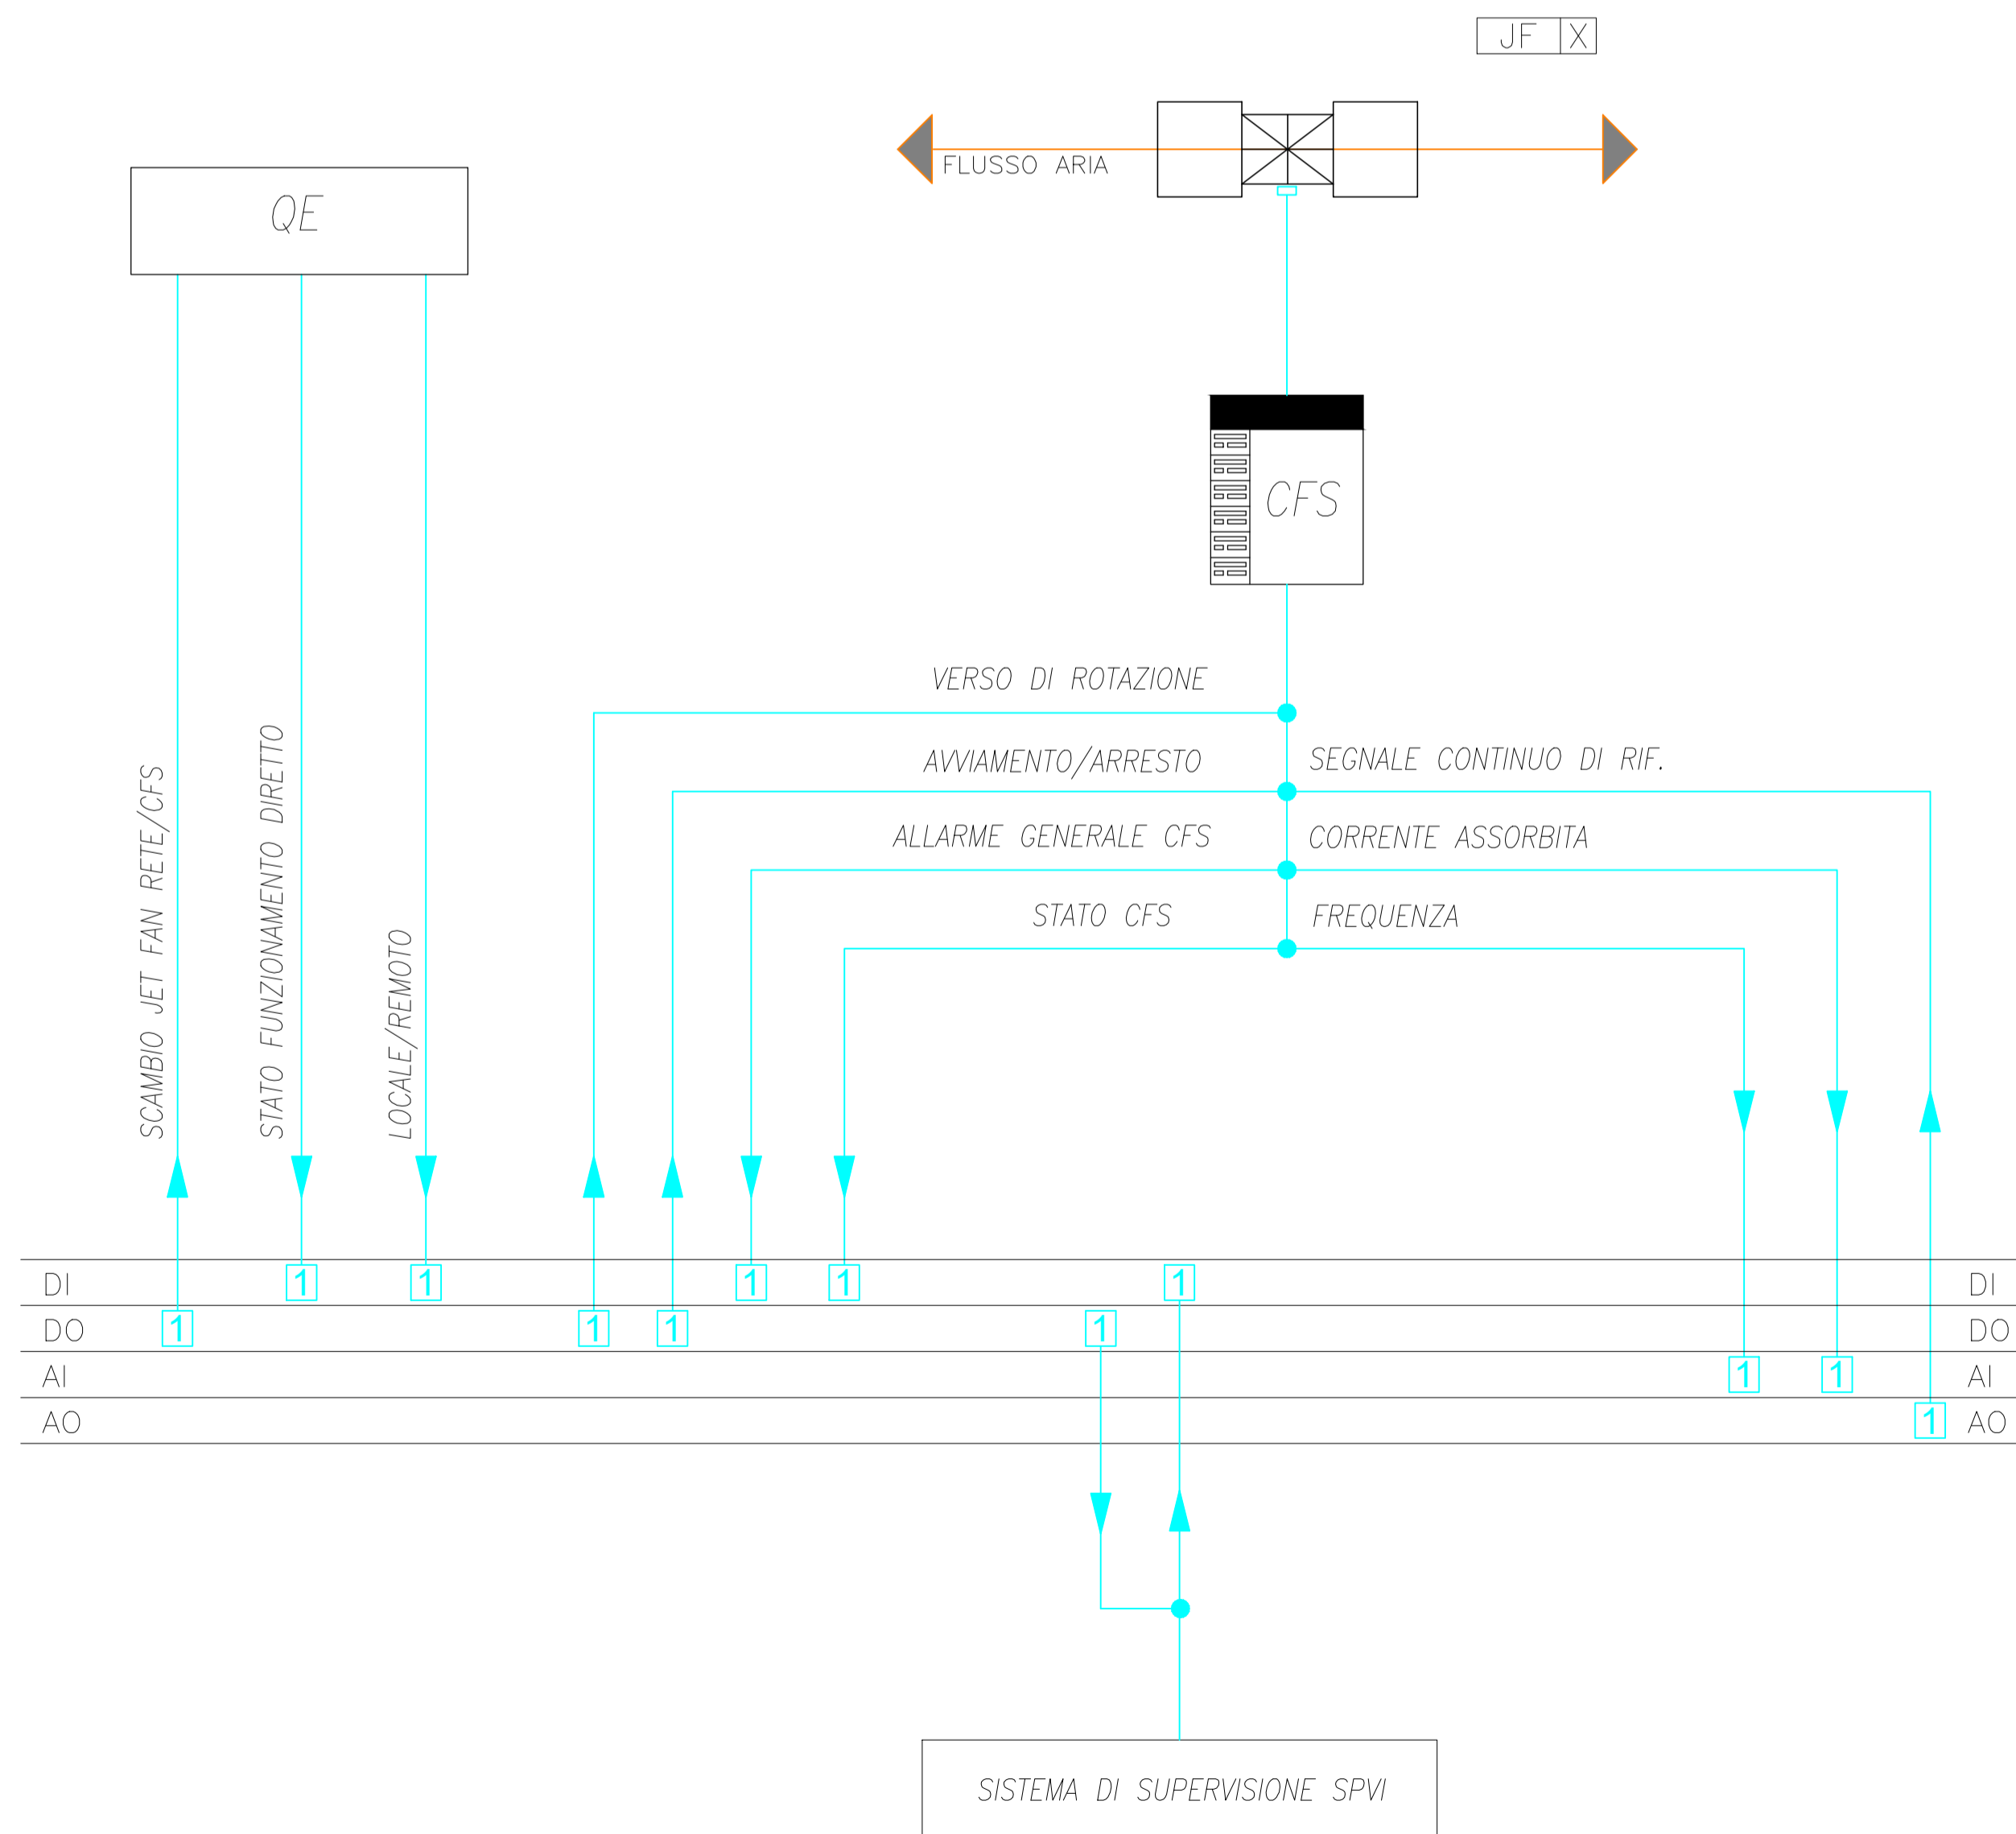 JF X
FLUSSO ARIA
QE
CFS
VERSO DI ROTAZIONE
AVVIAMENTO/ARRESTO
SEGNALE CONTINUO DI RIF.
ALLARME GENERALE CFS
CORRENTE ASSORBITA
STATO CFS
FREQUENZA
SCAMBIO JET FAN RETE/CFS
STATO FUNZIONAMENTO DIRETTO
LOCALE/REMOTO
DI 1 1 1 1 1 DI
DO 1 1 1 1 DO
AI 1 1 AI
AO 1 AO
SISTEMA DI SUPERVISIONE SPVI